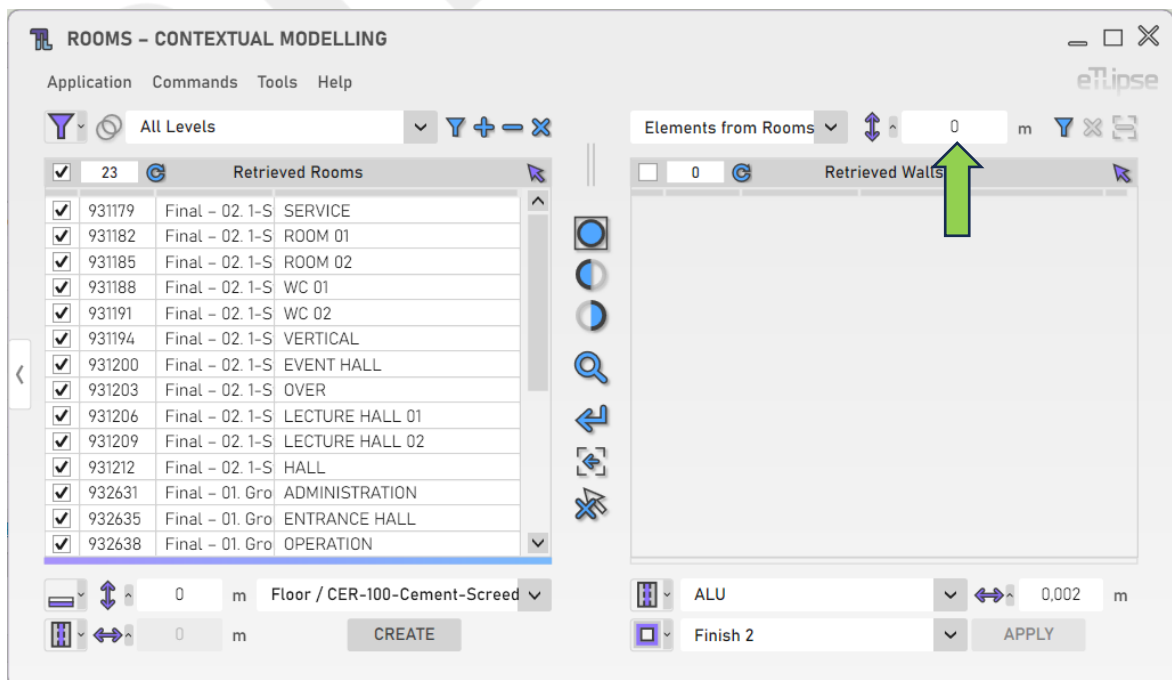 ROOMS – CONTEXTUAL MODELLING
Application Commands Tools Help
eTLipse
All Levels
Elements from Rooms 0 m
23 Retrieved Rooms
0 Retrieved Walls
931179 Final – 02. 1-S SERVICE
931182 Final – 02. 1-S ROOM 01
931185 Final – 02. 1-S ROOM 02
931188 Final – 02. 1-S WC 01
931191 Final – 02. 1-S WC 02
931194 Final – 02. 1-S VERTICAL
931200 Final – 02. 1-S EVENT HALL
931203 Final – 02. 1-S OVER
931206 Final – 02. 1-S LECTURE HALL 01
931209 Final – 02. 1-S LECTURE HALL 02
931212 Final – 02. 1-S HALL
932631 Final – 01. Gro ADMINISTRATION
932635 Final – 01. Gro ENTRANCE HALL
932638 Final – 01. Gro OPERATION
0 m Floor / CER-100-Cement-Screed
0 m CREATE
ALU 0,002 m
Finish 2 APPLY